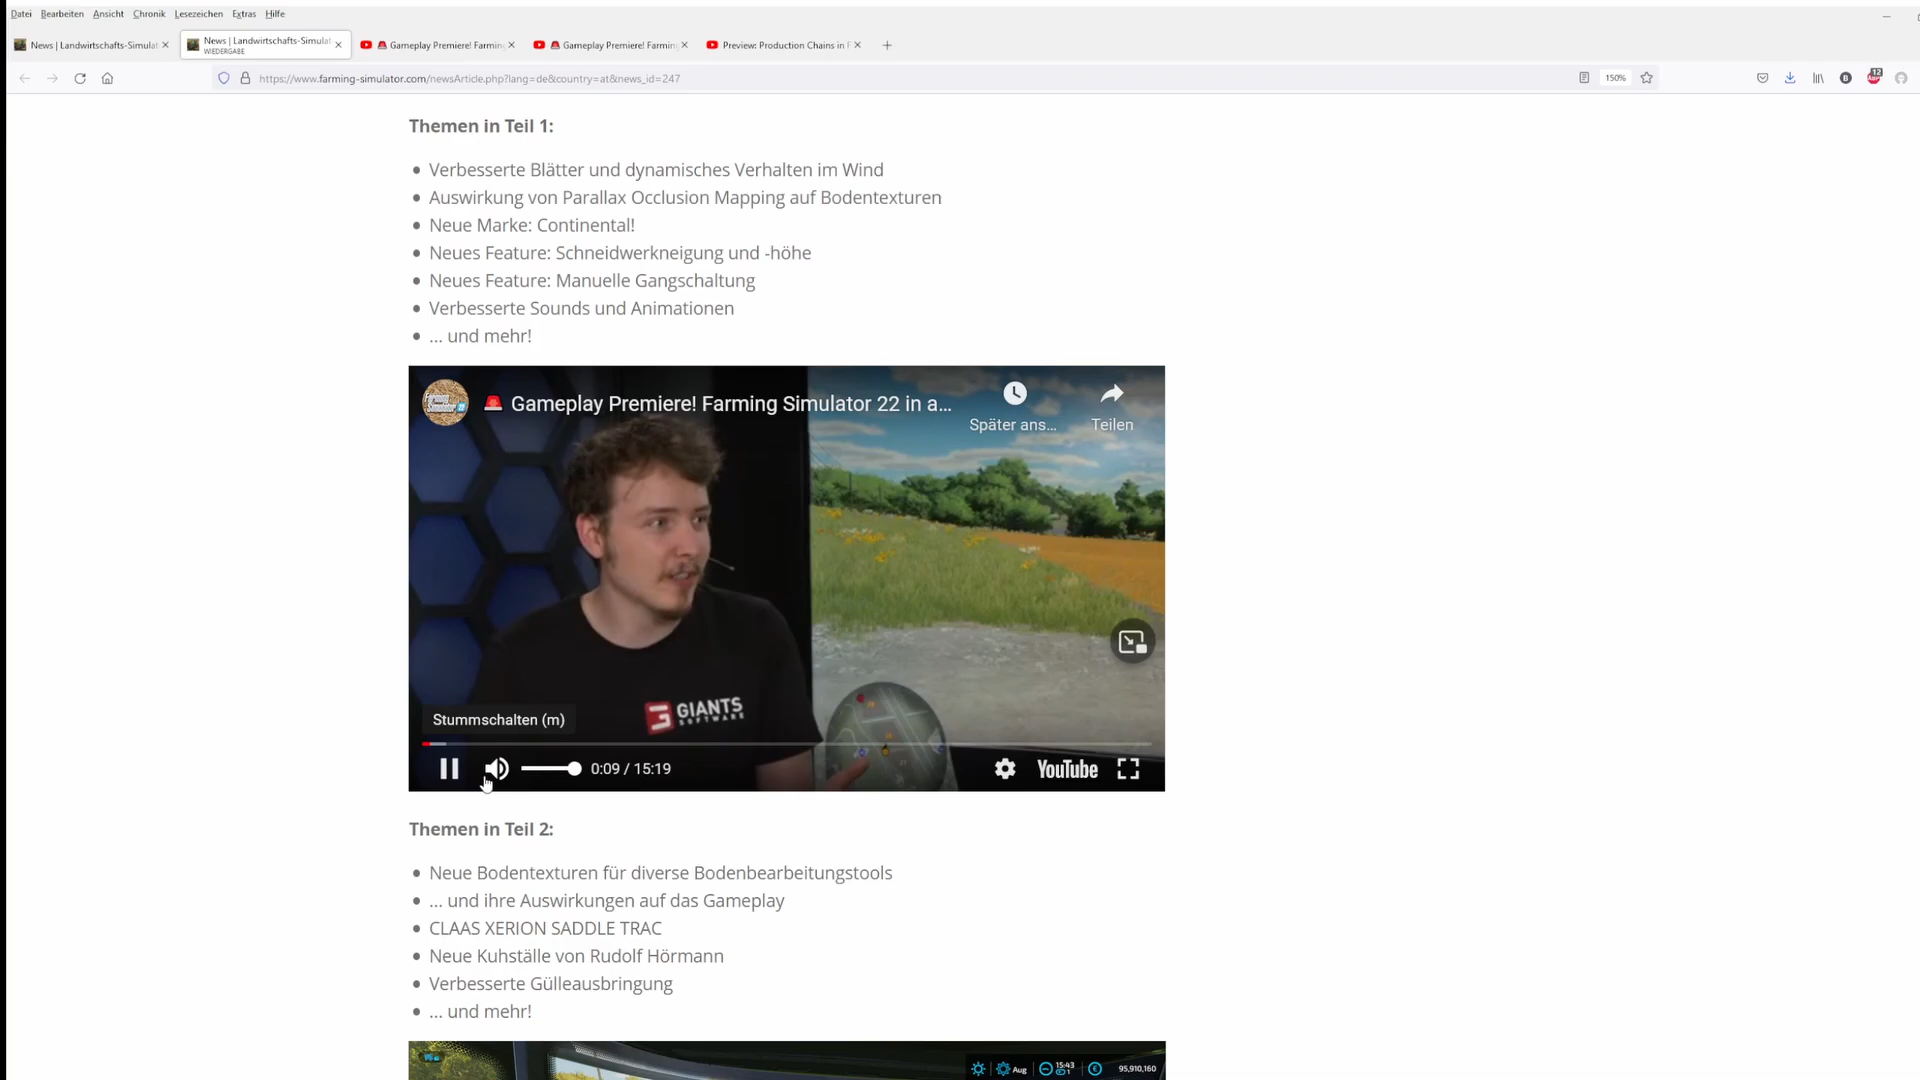 Datei Bearbeiten Ansicht Chronik Lesezeichen Extras Hilfe
News | Landwirtschafts-Simulat
News | Landwirtschafts-Simulat
WIEDERGABE
Gameplay Premiere! Farming
Gameplay Premiere! Farming
Preview: Production Chains in F
https://www.farming-simulator.com/newsArticle.php?lang=de&country=at&news_id=247
150%
12
Themen in Teil 1:
• Verbesserte Blätter und dynamisches Verhalten im Wind
• Auswirkung von Parallax Occlusion Mapping auf Bodentexturen
• Neue Marke: Continental!
• Neues Feature: Schneidwerkneigung und -höhe
• Neues Feature: Manuelle Gangschaltung
• Verbesserte Sounds und Animationen
• ... und mehr!
Gameplay Premiere! Farming Simulator 22 in a...
Später ans...
Teilen
GIANTS
SOFTWARE
Stummschalten (m)
0:09 / 15:19
YouTube
Themen in Teil 2:
• Neue Bodentexturen für diverse Bodenbearbeitungstools
• ... und ihre Auswirkungen auf das Gameplay
• CLAAS XERION SADDLE TRAC
• Neue Kuhställe von Rudolf Hörmann
• Verbesserte Gülleausbringung
• ... und mehr!
Aug
15:43
95,910,160